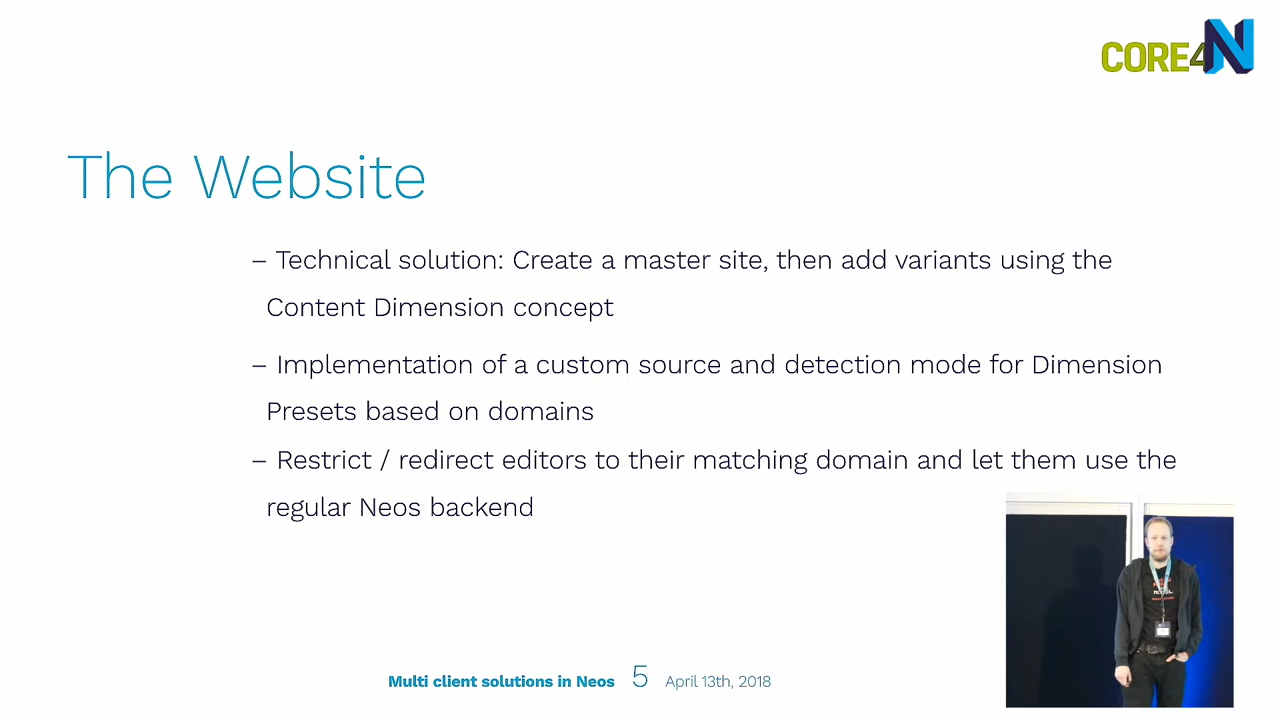 CORE4N
The Website
– Technical solution: Create a master site, then add variants using the
Content Dimension concept
– Implementation of a custom source and detection mode for Dimension
Presets based on domains
– Restrict / redirect editors to their matching domain and let them use the
regular Neos backend
Multi client solutions in Neos 5 April 13th, 2018